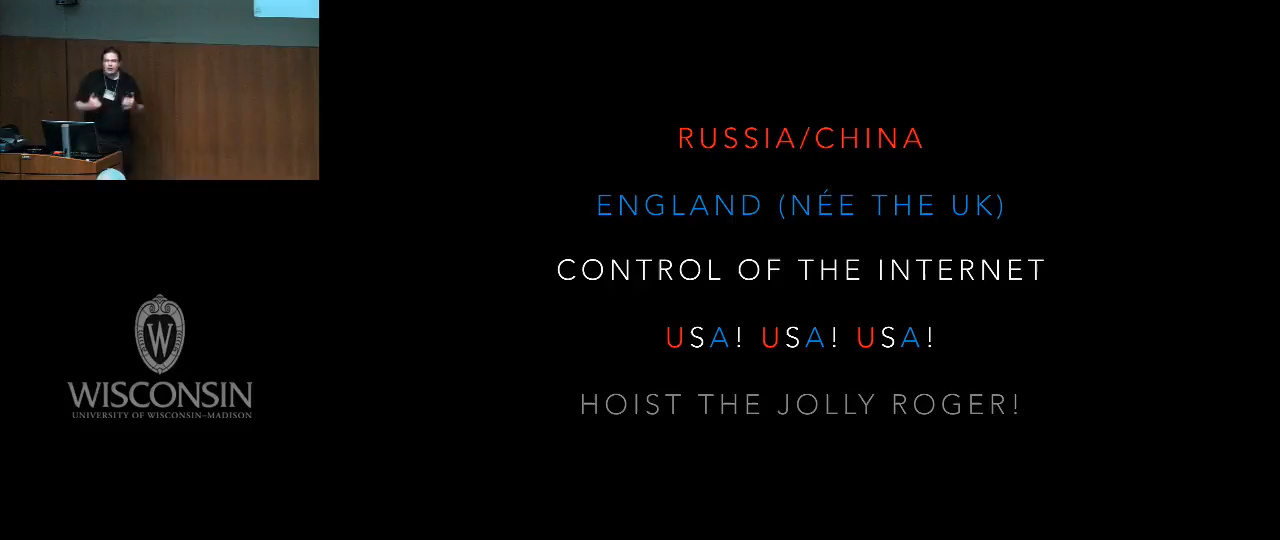 RUSSIA/CHINA
ENGLAND (NÉE THE UK)
CONTROL OF THE INTERNET
USA! USA! USA!
HOIST THE JOLLY ROGER!
W
WISCONSIN
UNIVERSITY OF WISCONSIN–MADISON